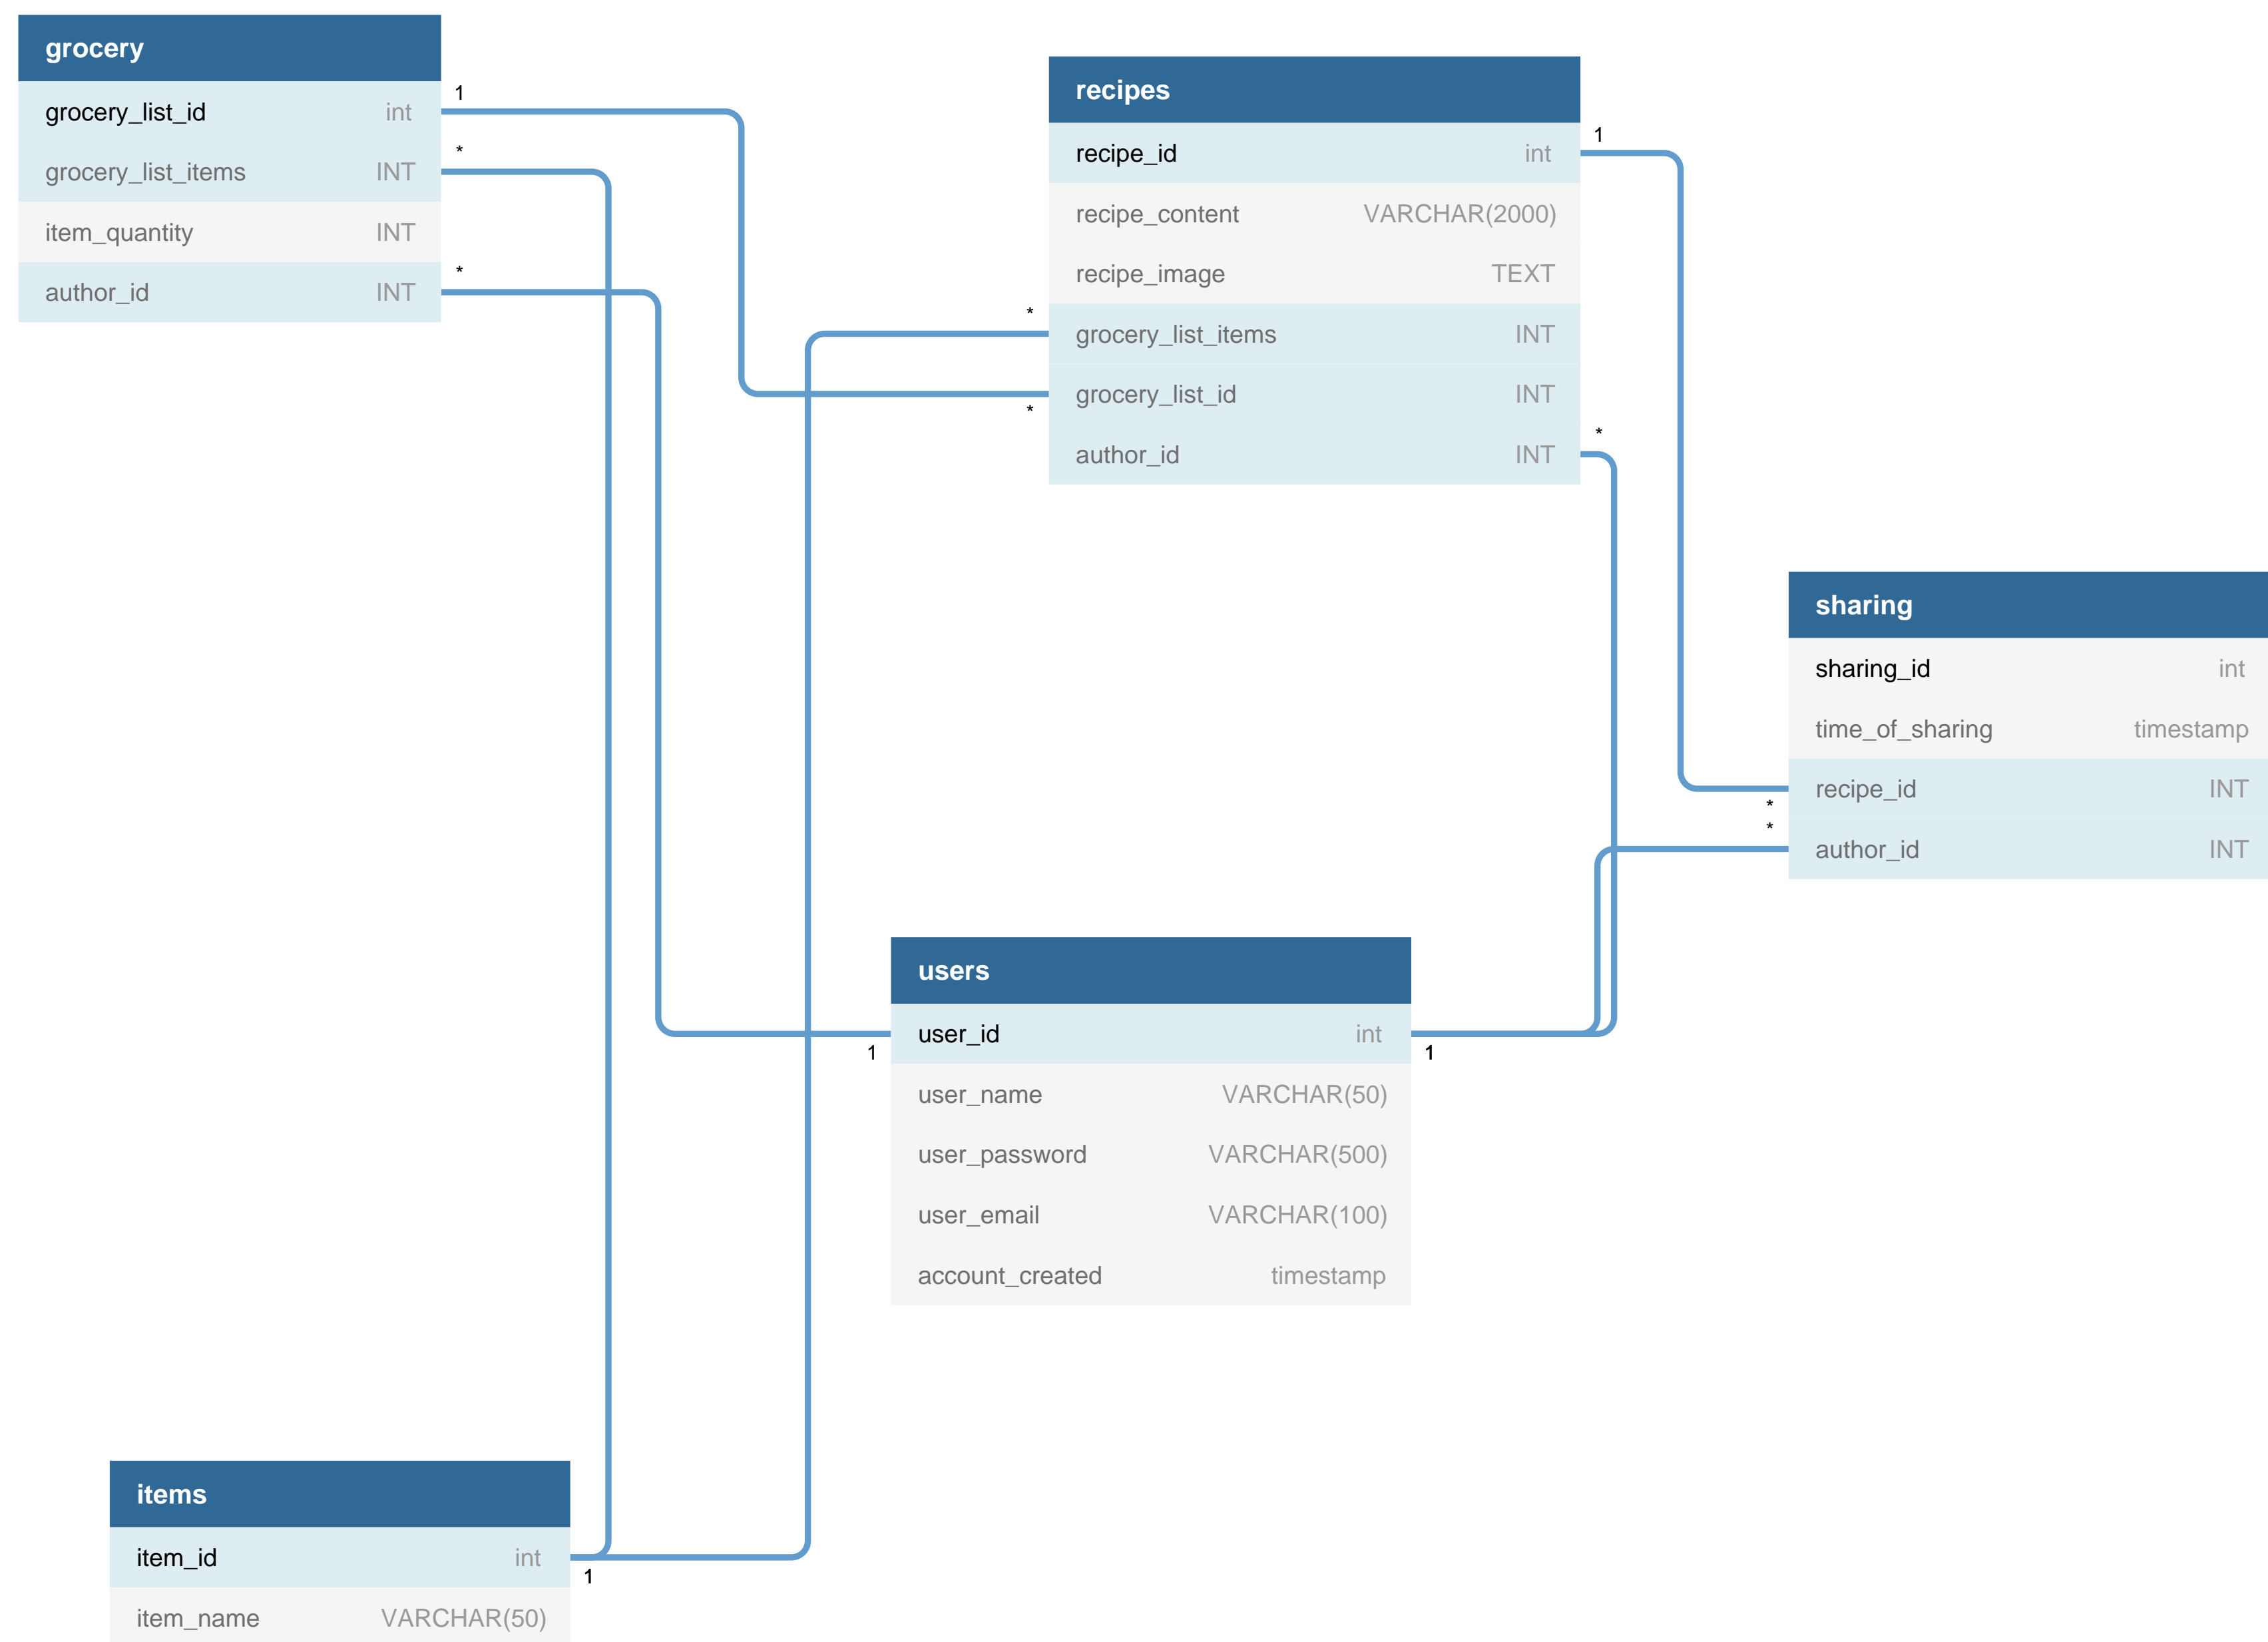 grocery
grocery_list_id int
grocery_list_items INT
item_quantity INT
author_id INT
1
*
*
recipes
recipe_id int
recipe_content VARCHAR(2000)
recipe_image TEXT
grocery_list_items INT
grocery_list_id INT
author_id INT
1
*
*
*
sharing
sharing_id int
time_of_sharing timestamp
recipe_id INT
author_id INT
*
*
users
user_id int
user_name VARCHAR(50)
user_password VARCHAR(500)
user_email VARCHAR(100)
account_created timestamp
1
1
items
item_id int
item_name VARCHAR(50)
1